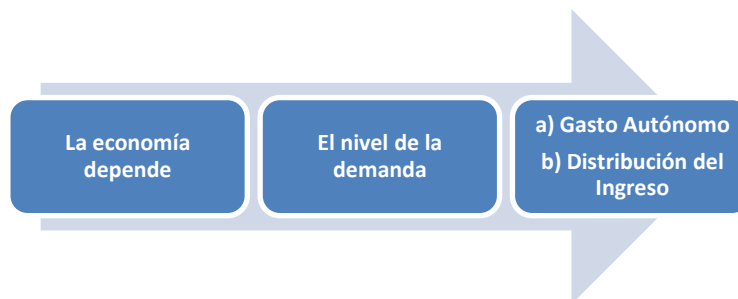 La economía
depende
El nivel de la
demanda
a) Gasto Autónomo
b) Distribución del
Ingreso